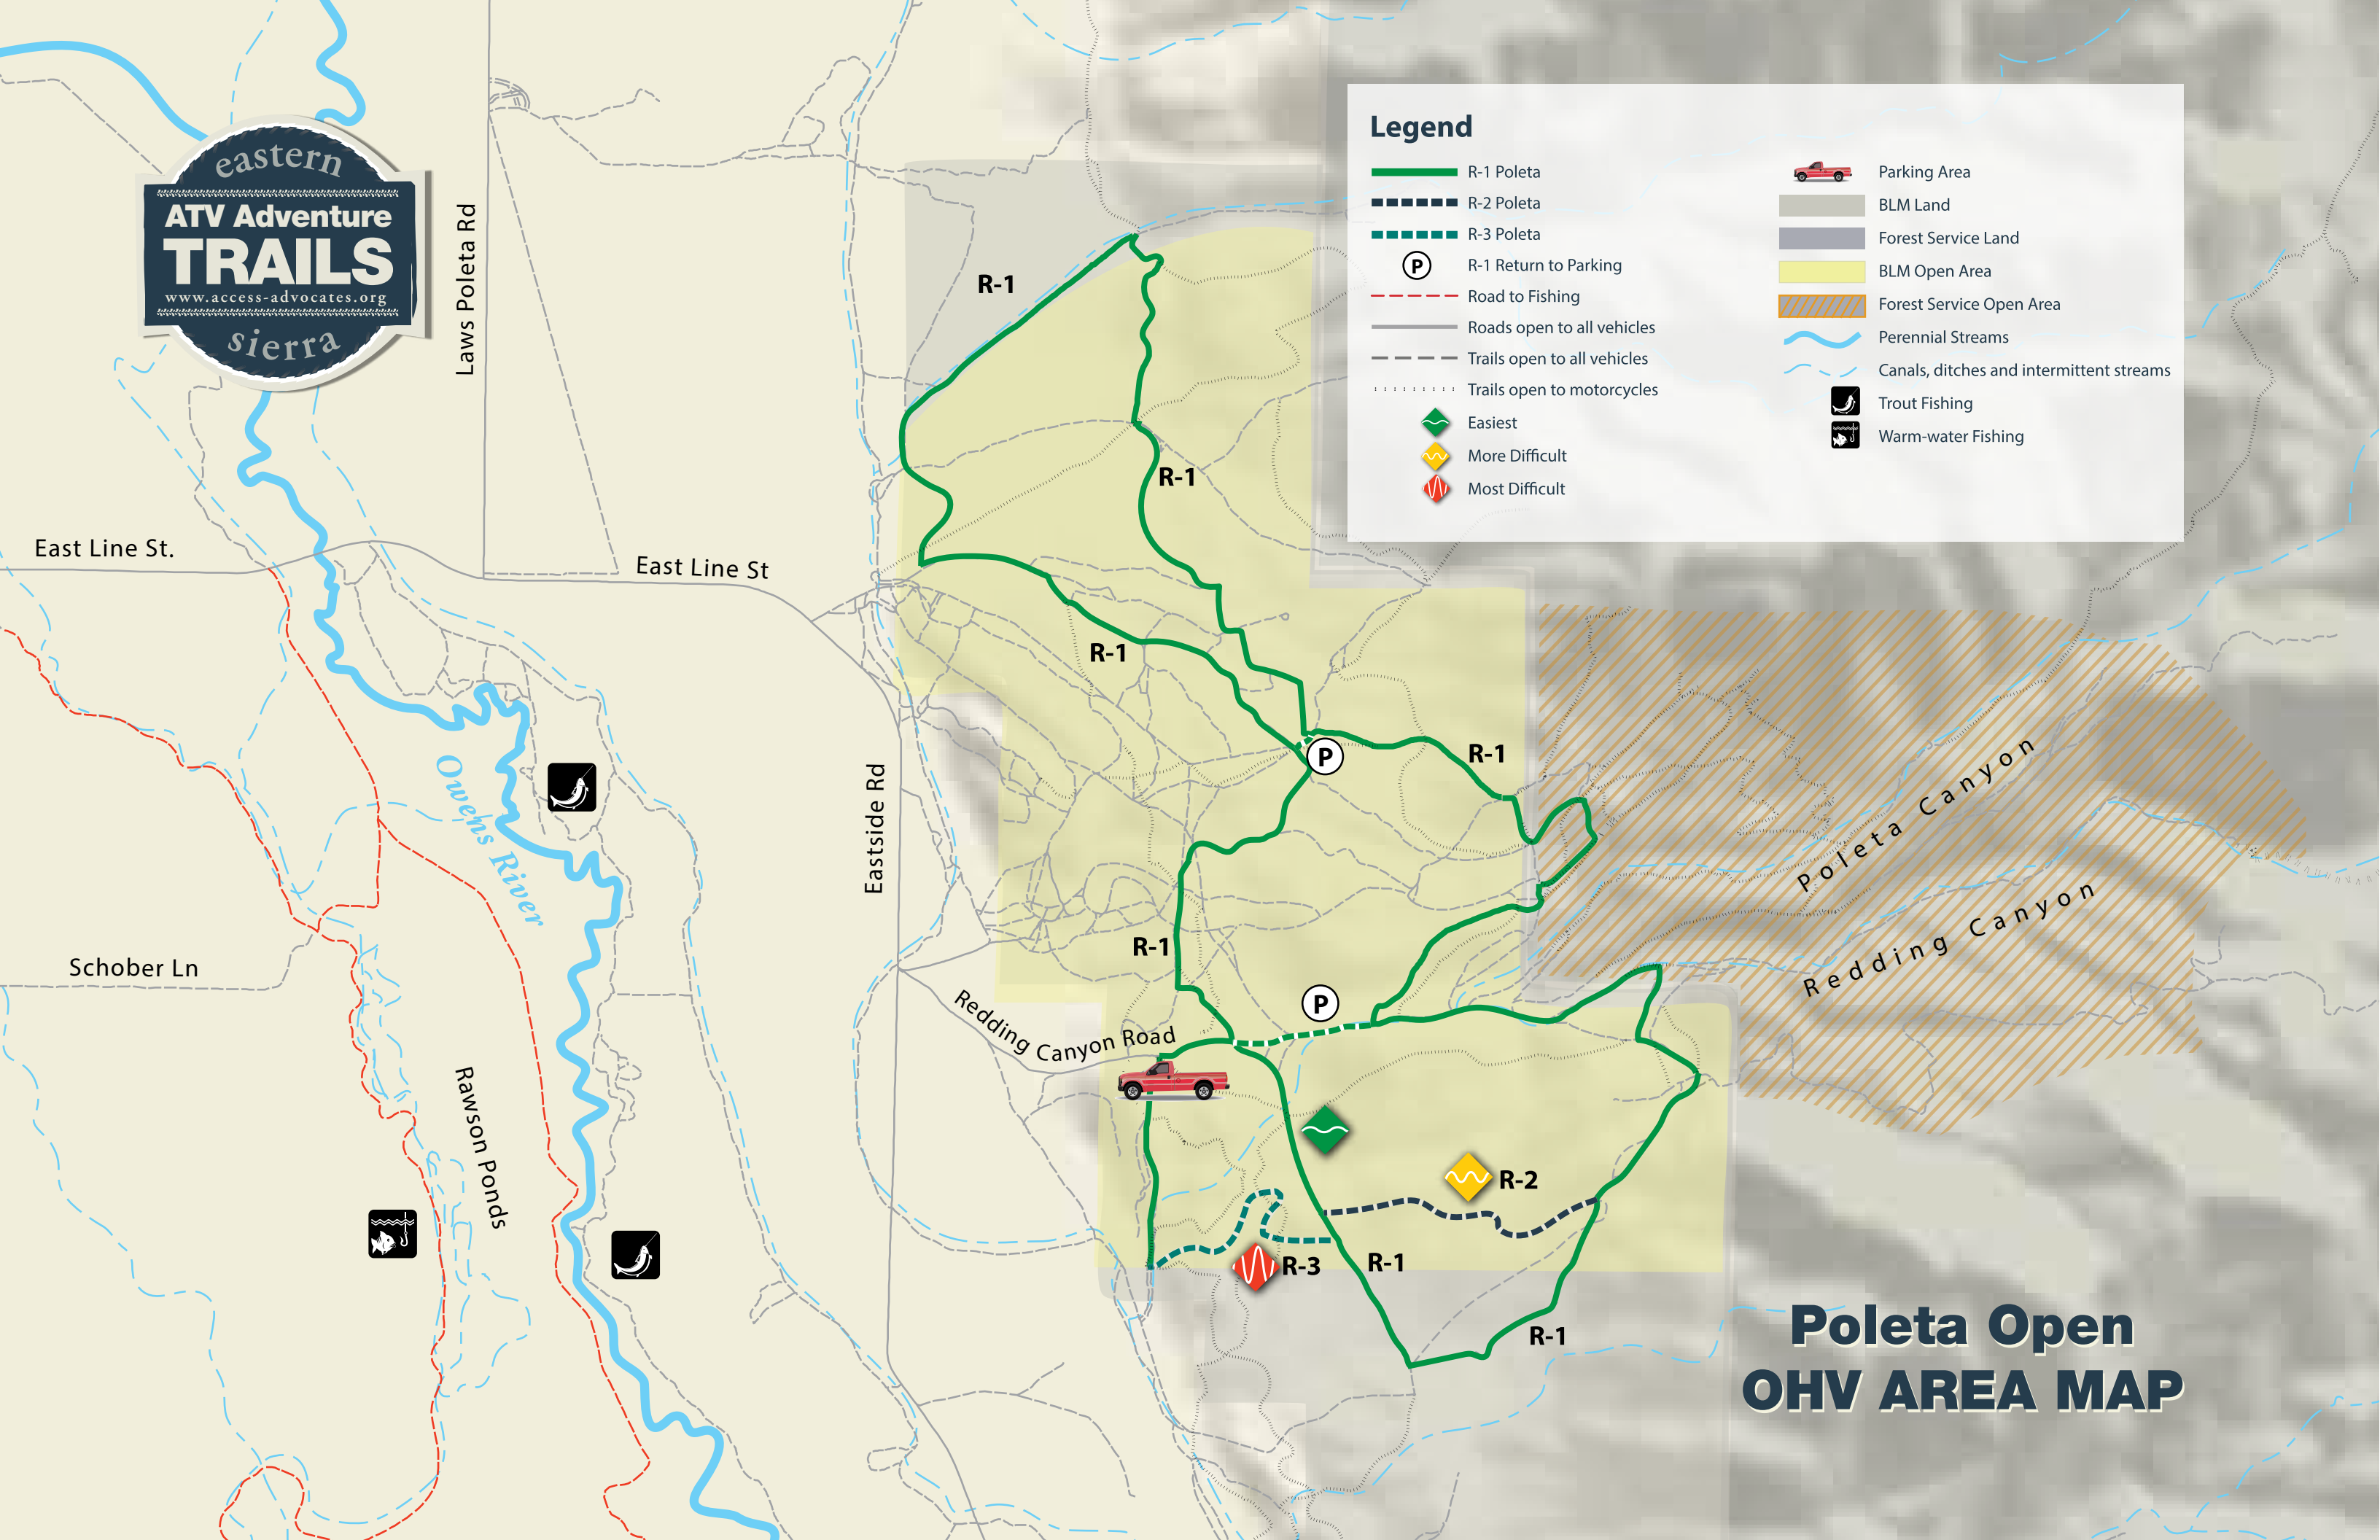 eastern
ATV Adventure
TRAILS
www.access-advocates.org
sierra
Laws Poleta Rd
Legend
R-1 Poleta
R-2 Poleta
R-3 Poleta
P
R-1 Return to Parking
Road to Fishing
Roads open to all vehicles
Trails open to all vehicles
Trails open to motorcycles
Easiest
More Difficult
Most Difficult
Parking Area
BLM Land
Forest Service Land
BLM Open Area
Forest Service Open Area
Perennial Streams
Canals, ditches and intermittent streams
Trout Fishing
Warm-water Fishing
R-1
R-1
East Line St.
East Line St
R-1
R-1
P
Owens River
Eastside Rd
Poleta Canyon
Redding Canyon
R-1
Schober Ln
P
Redding Canyon Road
Rawson Ponds
R-2
R-3
R-1
R-1
Poleta Open
OHV AREA MAP